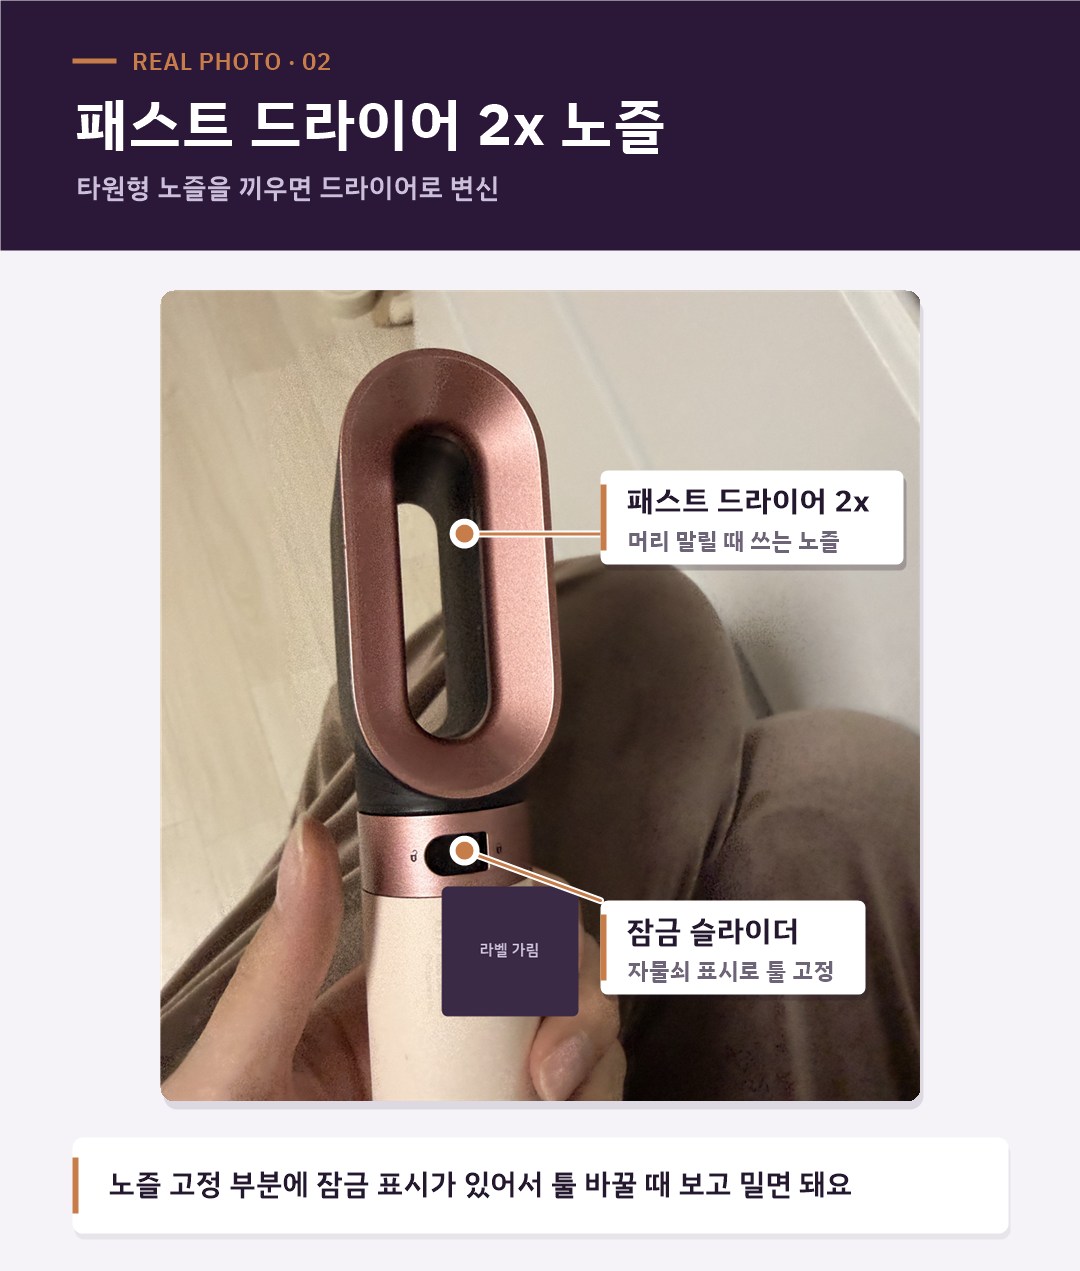 REAL PHOTO · 02
패스트 드라이어 2x 노즐
타원형 노즐을 끼우면 드라이어로 변신
패스트 드라이어 2x
머리 말릴 때 쓰는 노즐
잠금 슬라이더
자물쇠 표시로 툴 고정
라벨 가림
노즐 고정 부분에 잠금 표시가 있어서 툴 바꿀 때 보고 밀면 돼요